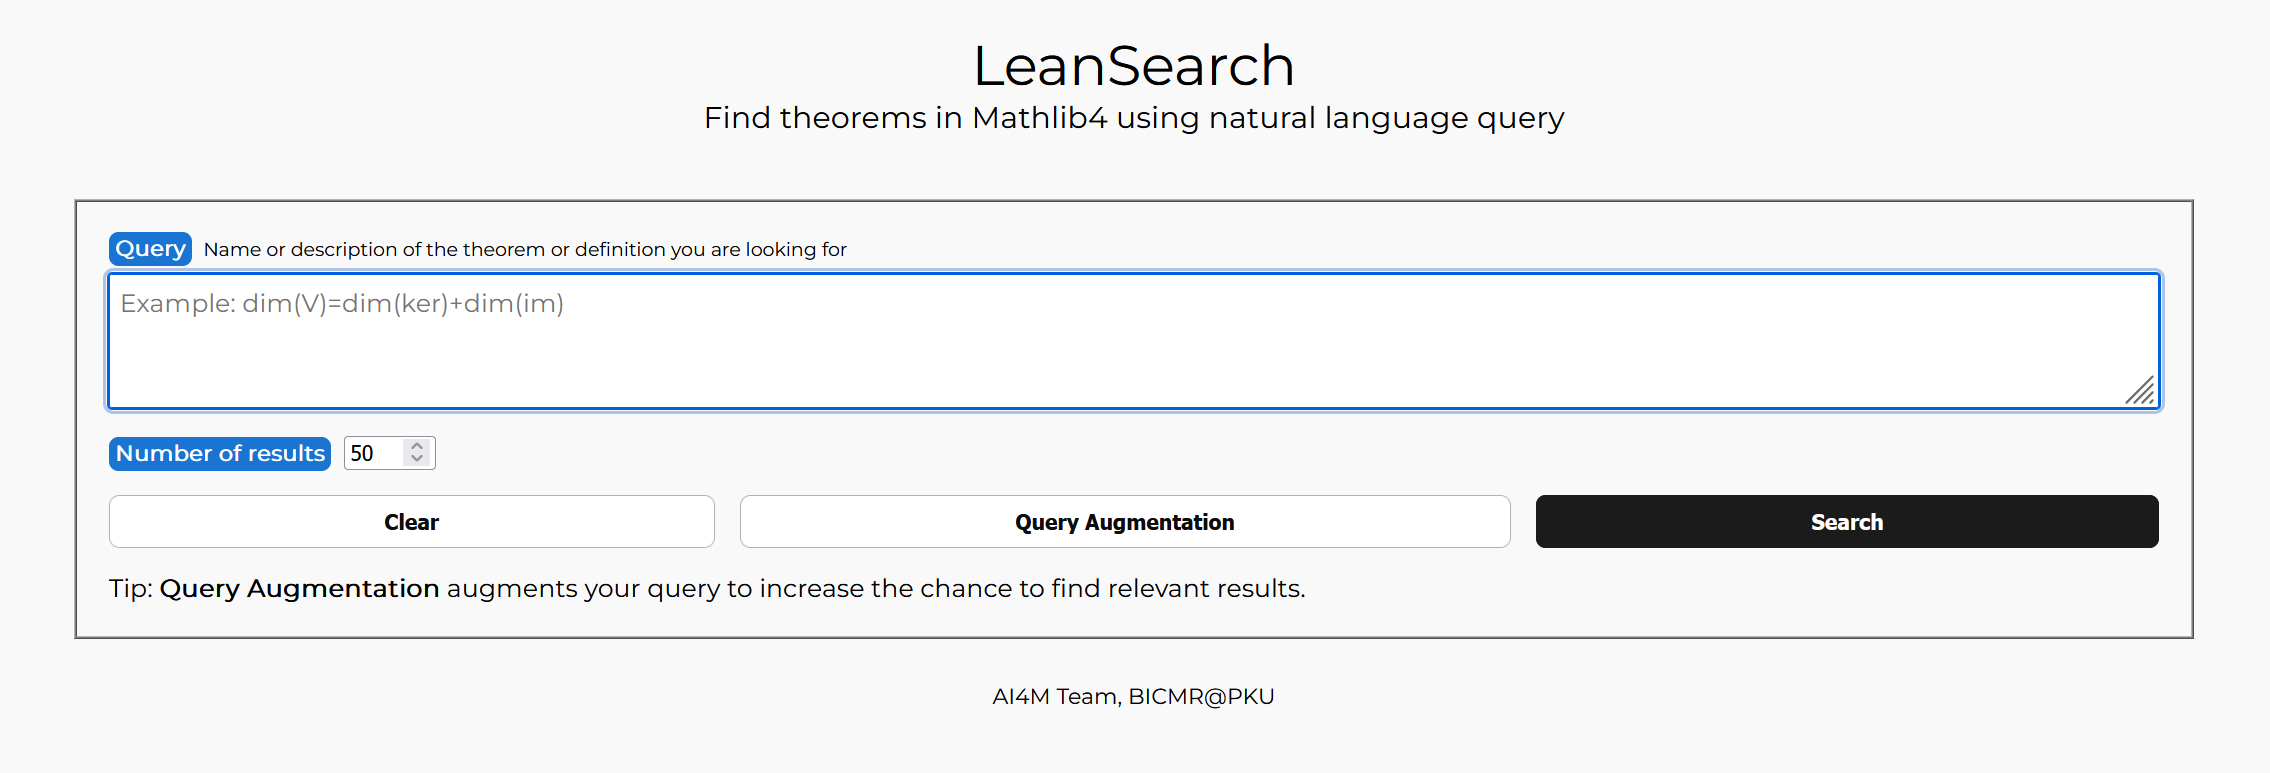 LeanSearch
Find theorems in Mathlib4 using natural language query
Query Name or description of the theorem or definition you are looking for
Example: dim(V)=dim(ker)+dim(im)
Number of results 50
Clear Query Augmentation Search
Tip: Query Augmentation augments your query to increase the chance to find relevant results.
AI4M Team, BICMR@PKU